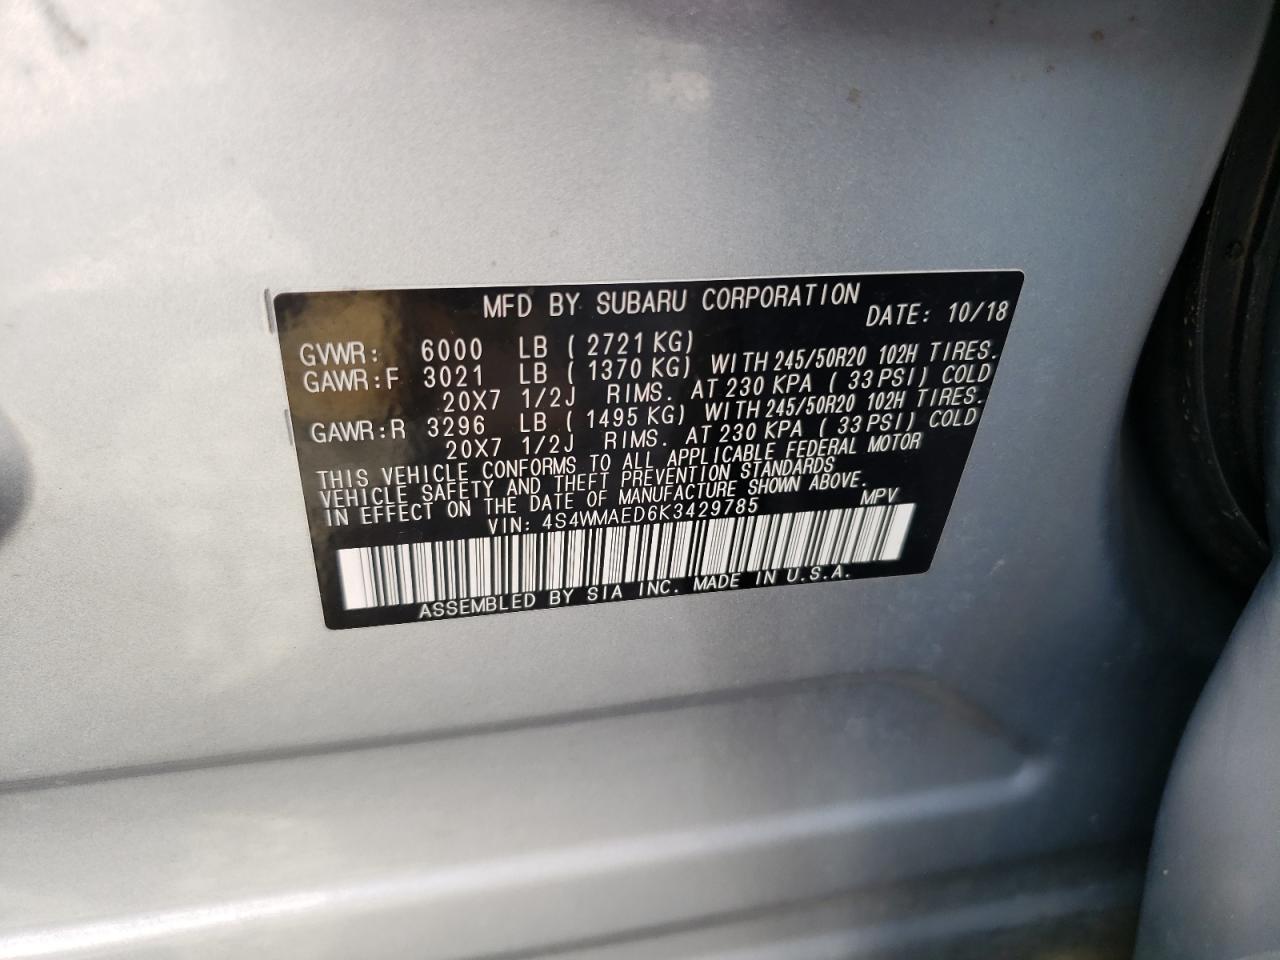 MFD BY SUBARU CORPORATION DATE: 10/18
GVWR: 6000 LB ( 2721 KG)
GAWR:F 3021 LB ( 1370 KG) WITH 245/50R20 102H TIRES.
20X7 1/2J RIMS. AT 230 KPA ( 33 PSI) COLD
GAWR:R 3296 LB ( 1495 KG) WITH 245/50R20 102H TIRES.
20X7 1/2J RIMS. AT 230 KPA ( 33 PSI) COLD
THIS VEHICLE CONFORMS TO ALL APPLICABLE FEDERAL MOTOR
VEHICLE SAFETY AND THEFT PREVENTION STANDARDS
IN EFFECT ON THE DATE OF MANUFACTURE SHOWN ABOVE.
VIN: 4S4WMAED6K3429785 MPV
ASSEMBLED BY SIA INC. MADE IN U.S.A.